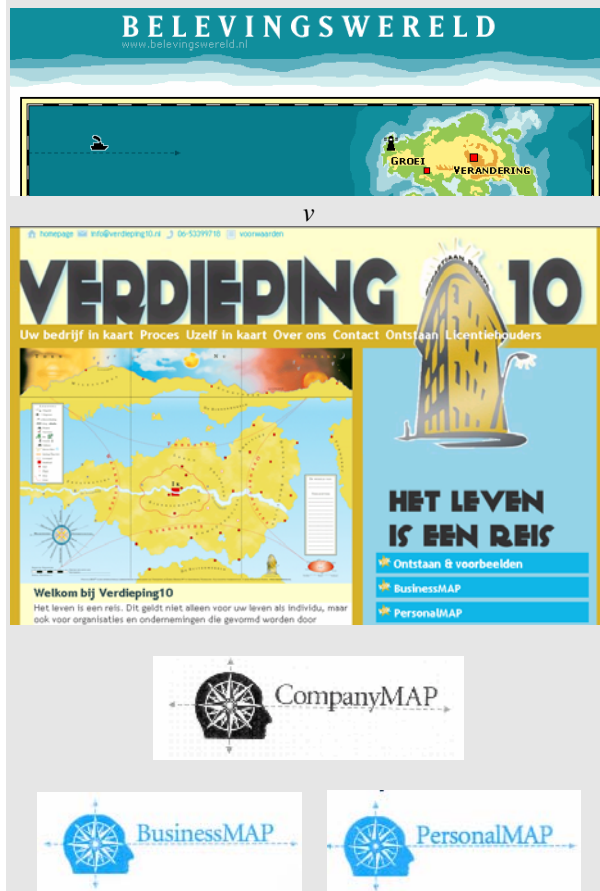 BELEVINGSWERELD
www.belevingswereld.nl
GROEI
VERANDERING
v
homepage info@verdieping10.nl 06-53399718 voorwaarden
VERDIEPING 10
Uw bedrijf in kaart Proces Uzelf in kaart Over ons Contact Ontstaan Licentiehouders
HET LEVEN
IS EEN REIS
Ontstaan & voorbeelden
BusinessMAP
PersonalMAP
Welkom bij Verdieping10
Het leven is een reis. Dit geldt niet alleen voor uw leven als individu, maar
ook voor organisaties en ondernemingen die gevormd worden door
CompanyMAP
BusinessMAP
PersonalMAP